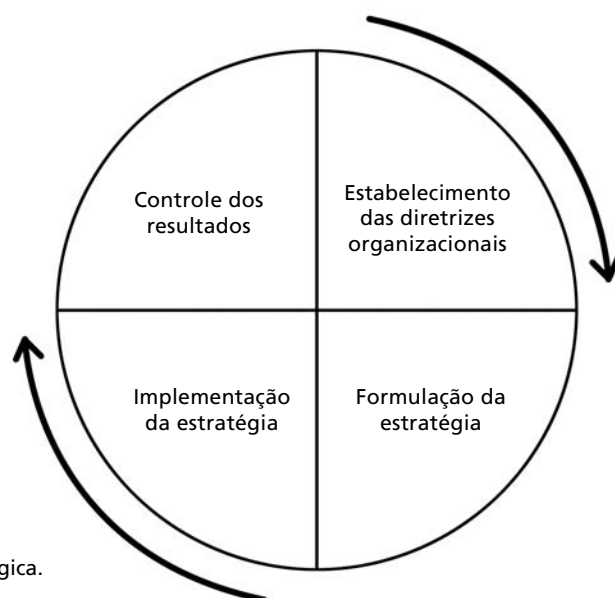 Controle dos
resultados
Estabelecimento
das diretrizes
organizacionais
Implementação
da estratégia
Formulação da
estratégia